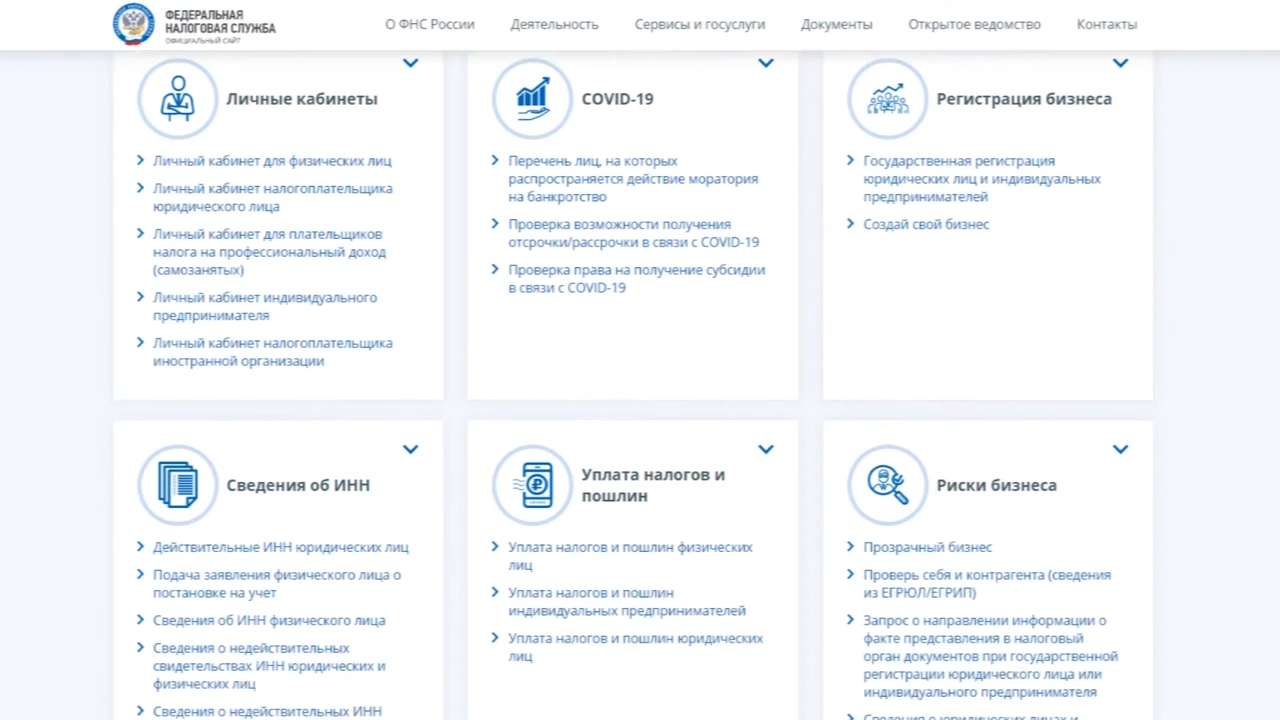 ФЕДЕРАЛЬНАЯ
НАЛОГОВАЯ СЛУЖБА
ОФИЦИАЛЬНЫЙ САЙТ
О ФНС России
Деятельность
Сервисы и госуслуги
Документы
Открытое ведомство
Контакты
Личные кабинеты
Личный кабинет для физических лиц
Личный кабинет налогоплательщика
юридического лица
Личный кабинет для плательщиков
налога на профессиональный доход
(самозанятых)
Личный кабинет индивидуального
предпринимателя
Личный кабинет налогоплательщика
иностранной организации
COVID-19
Перечень лиц, на которых
распространяется действие моратория
на банкротство
Проверка возможности получения
отсрочки/рассрочки в связи с COVID-19
Проверка права на получение субсидии
в связи с COVID-19
Регистрация бизнеса
Государственная регистрация
юридических лиц и индивидуальных
предпринимателей
Создай свой бизнес
Сведения об ИНН
Действительные ИНН юридических лиц
Подача заявления физического лица о
постановке на учет
Сведения об ИНН физического лица
Сведения о недействительных
свидетельствах ИНН юридических и
физических лиц
Сведения о недействительных ИНН
Уплата налогов и
пошлин
Уплата налогов и пошлин физических
лиц
Уплата налогов и пошлин
индивидуальных предпринимателей
Уплата налогов и пошлин юридических
лиц
Риски бизнеса
Прозрачный бизнес
Проверь себя и контрагента (сведения
из ЕГРЮЛ/ЕГРИП)
Запрос о направлении информации о
факте представления в налоговый
орган документов при государственной
регистрации юридического лица или
индивидуального предпринимателя
Сведения о юридических лицах и